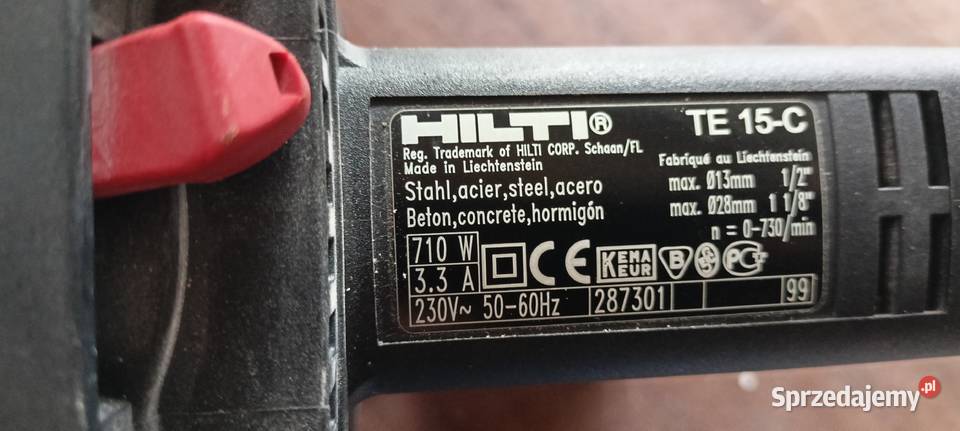 HILTI® TE 15-C
Reg. Trademark of HILTI CORP. Schaan/FL
Made in Liechtenstein Fabriqué au Liechtenstein
Stahl,acier,steel,acero max. Ø13mm 1/2"
Beton,concrete,hormigón max. Ø28mm 1 1/8"
n = 0-730/min
710 W
3.3 A
CE KEMA KEUR B S PC
230V~ 50-60Hz 287301 99
Sprzedajemy.pl